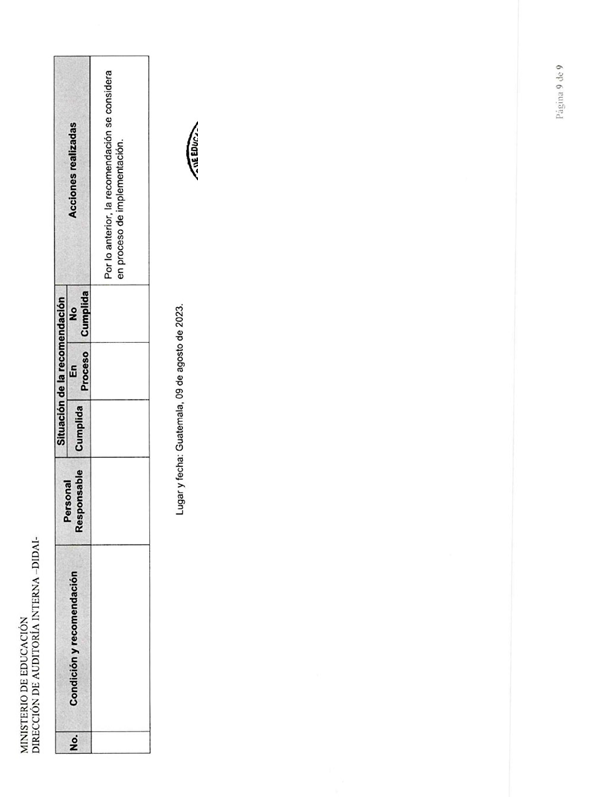 MINISTERIO DE EDUCACIÓN
DIRECCIÓN DE AUDITORÍA INTERNA –DIDAI-
No.
Condición y recomendación
Personal
Responsable
Situación de la recomendación
Cumplida
En
Proceso
No
Cumplida
Acciones realizadas
Por lo anterior, la recomendación se considera
en proceso de implementación.
Lugar y fecha: Guatemala, 09 de agosto de 2023.
DE EDUCA
Página 9 de 9